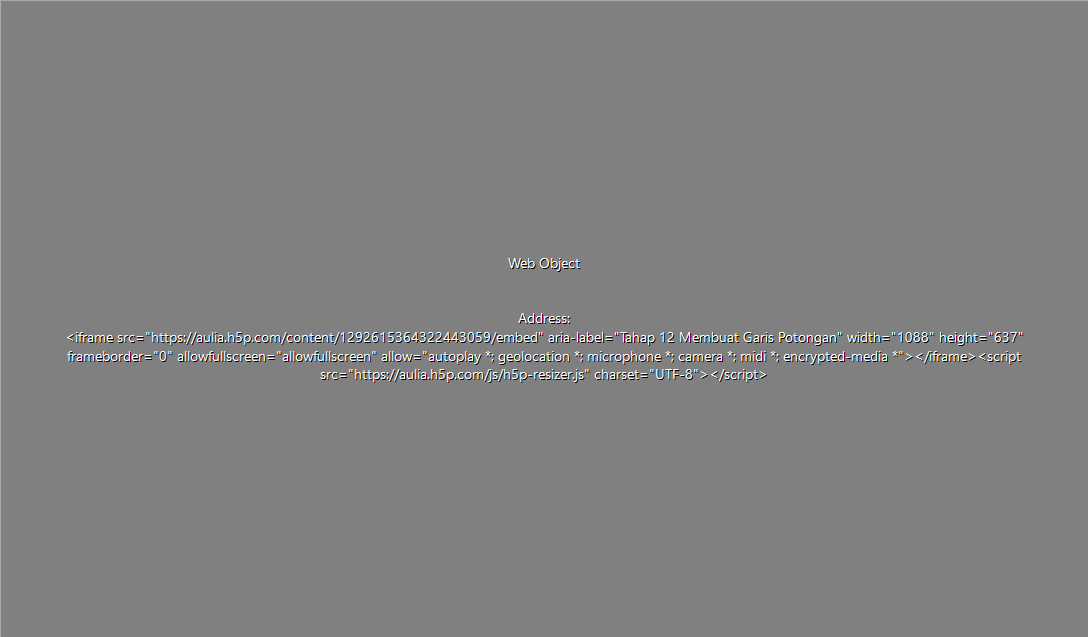 Web Object
Address:
<iframe src="https://aulia.h5p.com/content/1292615364322443059/embed" aria-label="Tahap 12 Membuat Garis Potongan" width="1088" height="637"
frameborder="0" allowfullscreen="allowfullscreen" allow="autoplay *; geolocation *; microphone *; camera *; midi *; encrypted-media *"></iframe><script
src="https://aulia.h5p.com/js/h5p-resizer.js" charset="UTF-8"></script>